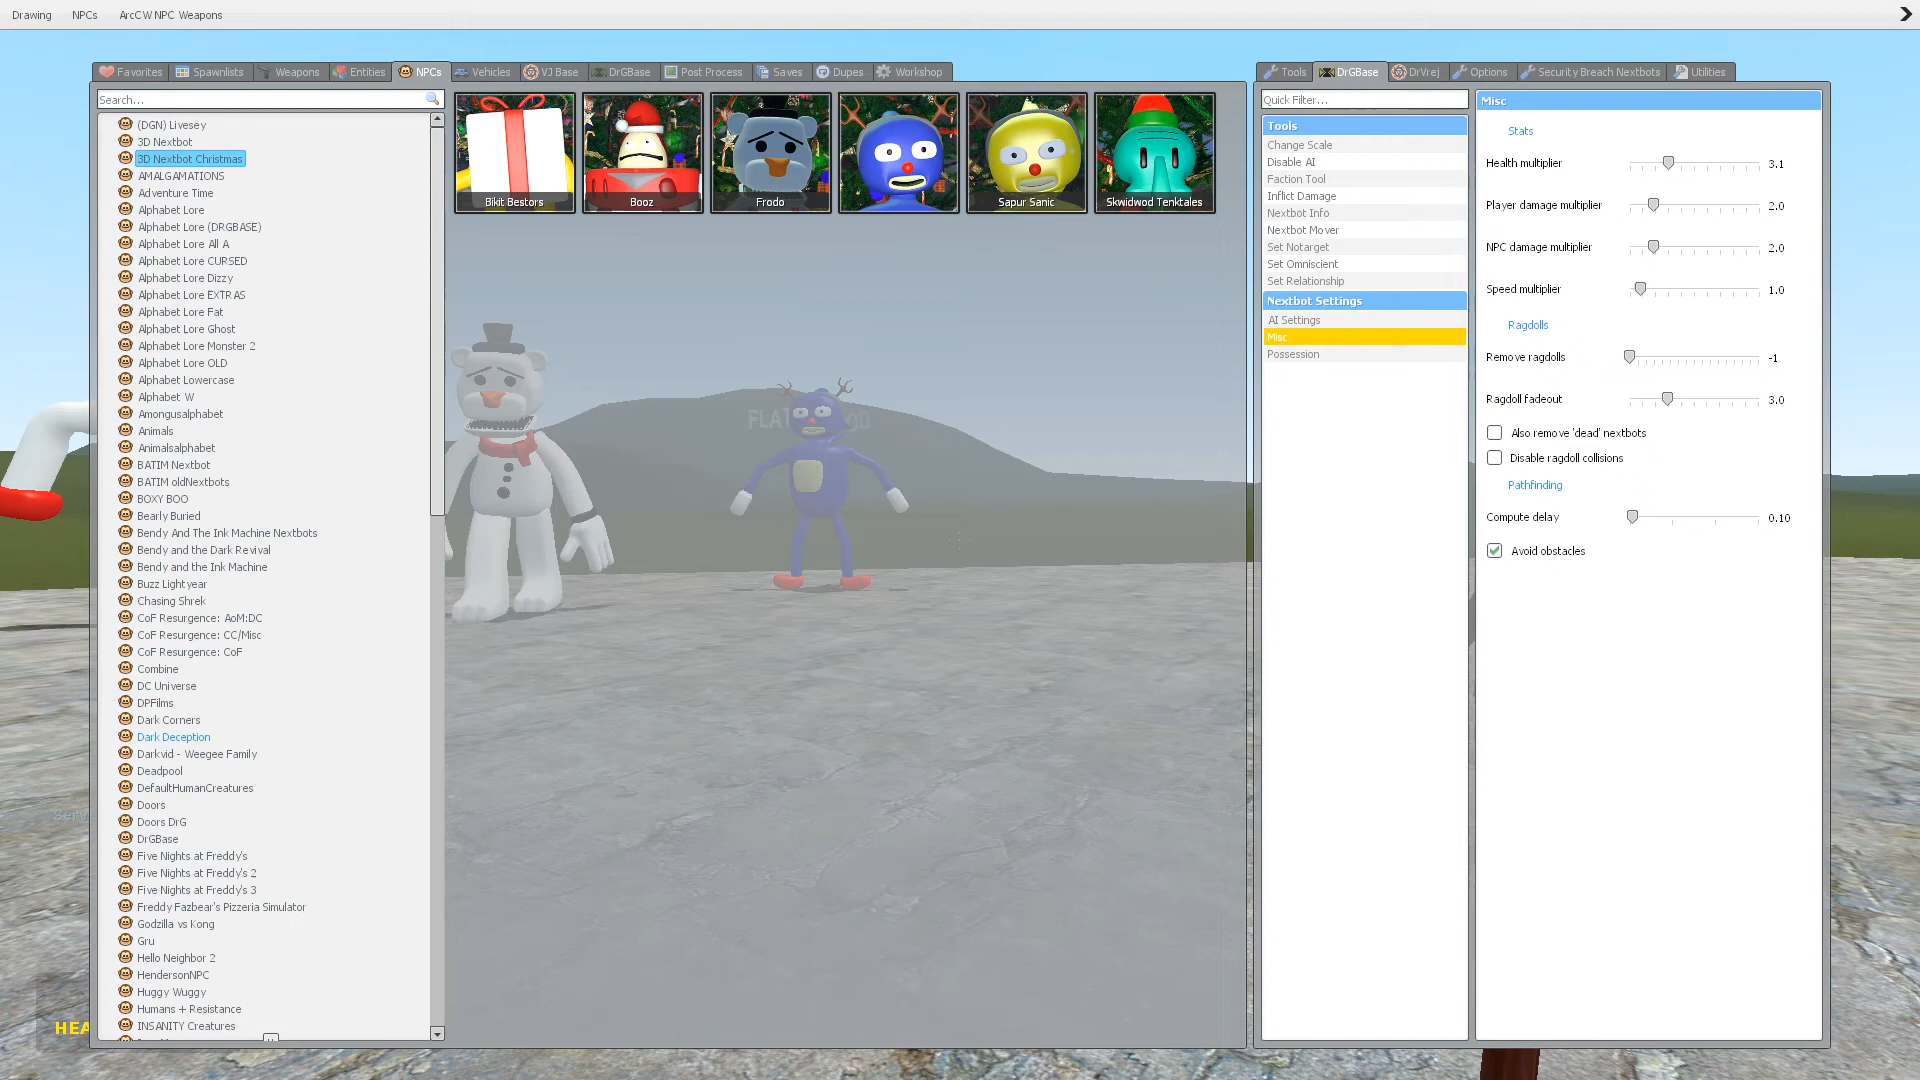 Drawing NPCs ArcCW NPC Weapons
Favorites Spawnlists Weapons Entities NPCs Vehicles VJ Base DrGBase Post Process Saves Dupes Workshop
Search...
(DGN) Livesey
3D Nextbot
3D Nextbot Christmas
AMALGAMATIONS
Adventure Time
Alphabet Lore
Alphabet Lore (DRGBASE)
Alphabet Lore All A
Alphabet Lore CURSED
Alphabet Lore Dizzy
Alphabet Lore EXTRAS
Alphabet Lore Fat
Alphabet Lore Ghost
Alphabet Lore Monster 2
Alphabet Lore OLD
Alphabet Lowercase
Alphabet W
Amongusalphabet
Animals
Animalsalphabet
BATIM Nextbot
BATIM oldNextbots
BOXY BOO
Bearly Buried
Bendy And The Ink Machine Nextbots
Bendy and the Dark Revival
Bendy and the Ink Machine
Buzz Lightyear
Chasing Shrek
CoF Resurgence: AoM:DC
CoF Resurgence: CC/Misc
CoF Resurgence: CoF
Combine
DC Universe
DPFilms
Dark Corners
Dark Deception
Darkvid - Weegee Family
Deadpool
DefaultHumanCreatures
Doors
Doors DrG
DrGBase
Five Nights at Freddy's
Five Nights at Freddy's 2
Five Nights at Freddy's 3
Freddy Fazbear's Pizzeria Simulator
Godzilla vs Kong
Gru
Hello Neighbor 2
HendersonNPC
Huggy Wuggy
Humans + Resistance
INSANITY Creatures
Bikit Bestors
Booz
Frodo
Sapur Sanic
Skwidwod Tenktales
Tools DrGBase DrVrej Options Security Breach Nextbots Utilities
Quick Filter...
Tools
Change Scale
Disable AI
Faction Tool
Inflict Damage
Nextbot Info
Nextbot Mover
Set Notarget
Set Omniscient
Set Relationship
Nextbot Settings
AI Settings
Misc
Possession
Misc
Stats
Health multiplier 3.1
Player damage multiplier 2.0
NPC damage multiplier 2.0
Speed multiplier 1.0
Ragdolls
Remove ragdolls -1
Ragdoll fadeout 3.0
Also remove 'dead' nextbots
Disable ragdoll collisions
Pathfinding
Compute delay 0.10
Avoid obstacles
HEA